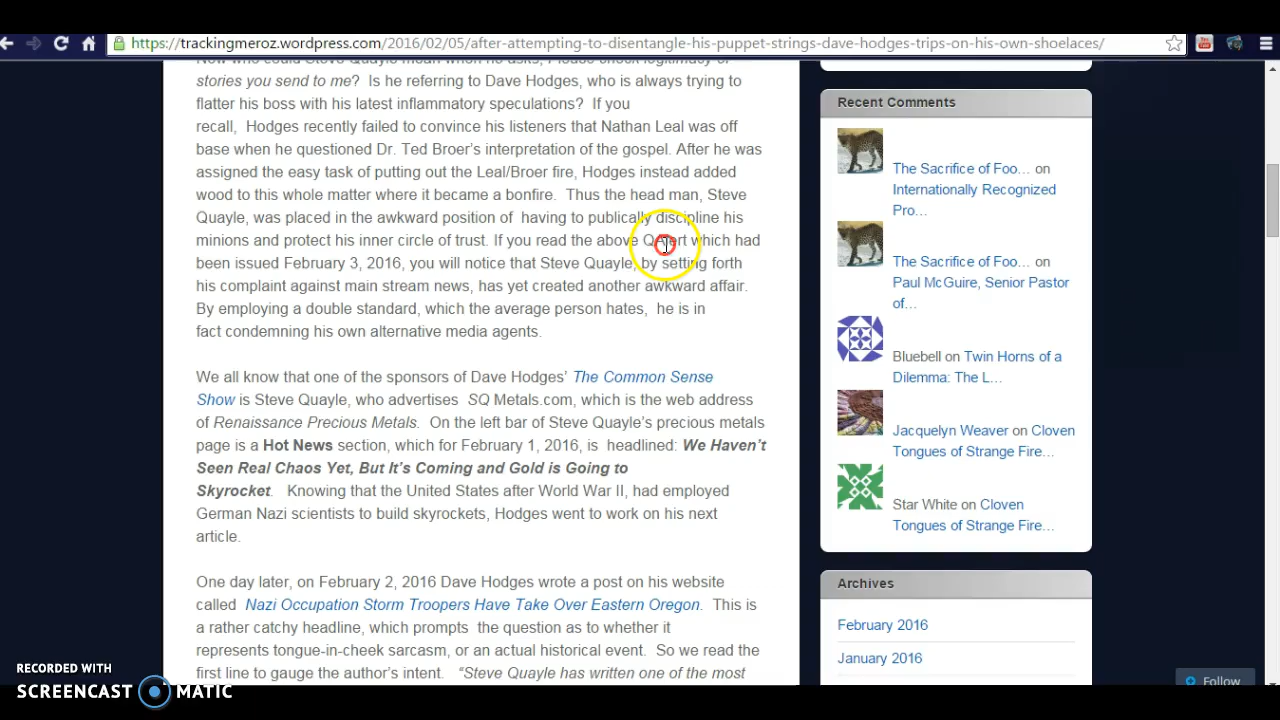 https://trackingmeroz.wordpress.com/2016/02/05/after-attempting-to-disentangle-his-puppet-strings-dave-hodges-trips-on-his-own-shoelaces/
Now who could Steve Quayle mean when he asks, Please check legitimacy of
stories you send to me? Is he referring to Dave Hodges, who is always trying to
flatter his boss with his latest inflammatory speculations? If you
recall, Hodges recently failed to convince his listeners that Nathan Leal was off
base when he questioned Dr. Ted Broer's interpretation of the gospel. After he was
assigned the easy task of putting out the Leal/Broer fire, Hodges instead added
wood to this whole matter where it became a bonfire. Thus the head man, Steve
Quayle, was placed in the awkward position of having to publically discipline his
minions and protect his inner circle of trust. If you read the above QAlert which had
been issued February 3, 2016, you will notice that Steve Quayle, by setting forth
his complaint against main stream news, has yet created another awkward affair.
By employing a double standard, which the average person hates, he is in
fact condemning his own alternative media agents.
We all know that one of the sponsors of Dave Hodges' The Common Sense
Show is Steve Quayle, who advertises SQ Metals.com, which is the web address
of Renaissance Precious Metals. On the left bar of Steve Quayle's precious metals
page is a Hot News section, which for February 1, 2016, is headlined: We Haven't
Seen Real Chaos Yet, But It's Coming and Gold is Going to
Skyrocket. Knowing that the United States after World War II, had employed
German Nazi scientists to build skyrockets, Hodges went to work on his next
article.
One day later, on February 2, 2016 Dave Hodges wrote a post on his website
called Nazi Occupation Storm Troopers Have Take Over Eastern Oregon. This is
a rather catchy headline, which prompts the question as to whether it
represents tongue-in-cheek sarcasm, or an actual historical event. So we read the
first line to gauge the author's intent. "Steve Quayle has written one of the most
Recent Comments
The Sacrifice of Foo… on
Internationally Recognized
Pro…
The Sacrifice of Foo… on
Paul McGuire, Senior Pastor
of…
Bluebell on Twin Horns of a
Dilemma: The L…
Jacquelyn Weaver on Cloven
Tongues of Strange Fire…
Star White on Cloven
Tongues of Strange Fire…
Archives
February 2016
January 2016
Follow
RECORDED WITH
SCREENCAST MATIC